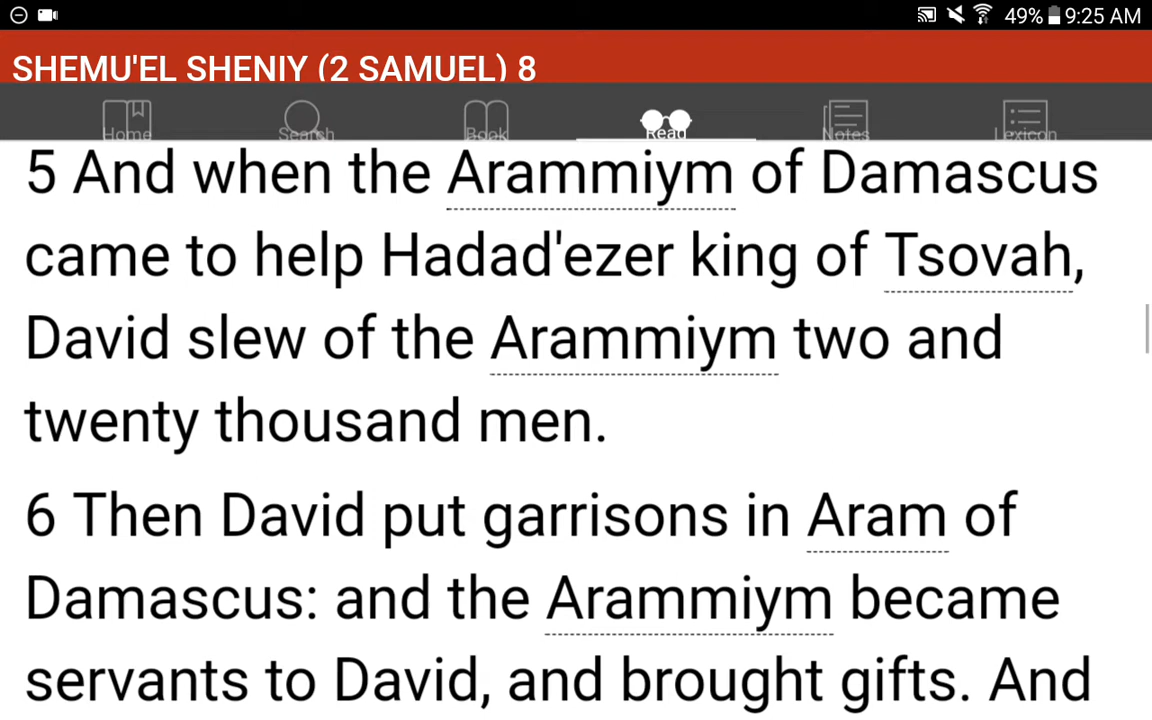 49% 9:25 AM
SHEMU'EL SHENIY (2 SAMUEL) 8
Home Search Book Read Notes Lexicon
5 And when the Arammiym of Damascus
came to help Hadad'ezer king of Tsovah,
David slew of the Arammiym two and
twenty thousand men.
6 Then David put garrisons in Aram of
Damascus: and the Arammiym became
servants to David, and brought gifts. And